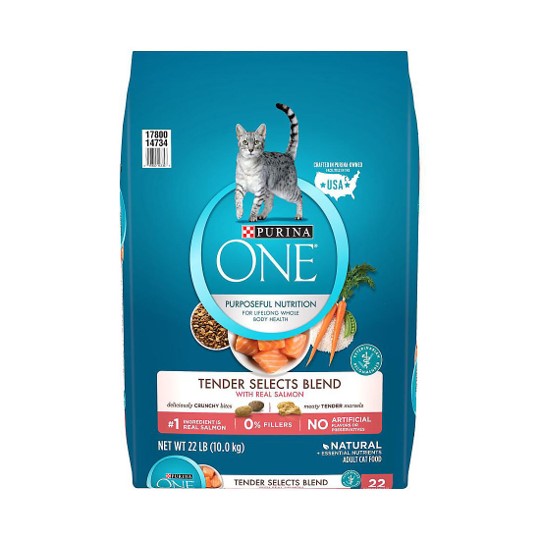 17800
14734
CRAFTED IN PURINA-OWNED
USA
PURINA
ONE
PURPOSEFUL NUTRITION
FOR LIFELONG WHOLE
BODY HEALTH
TENDER SELECTS BLEND
WITH REAL SALMON
deliciously CRUNCHY bites
meaty TENDER morsels
#1 INGREDIENT IS
REAL SALMON
0% FILLERS
NO ARTIFICIAL
FLAVORS OR
PRESERVATIVES
NET WT 22 LB (10.0 kg)
NATURAL
+ ESSENTIAL NUTRIENTS
ADULT CAT FOOD
PURINA
ONE
TENDER SELECTS BLEND
22